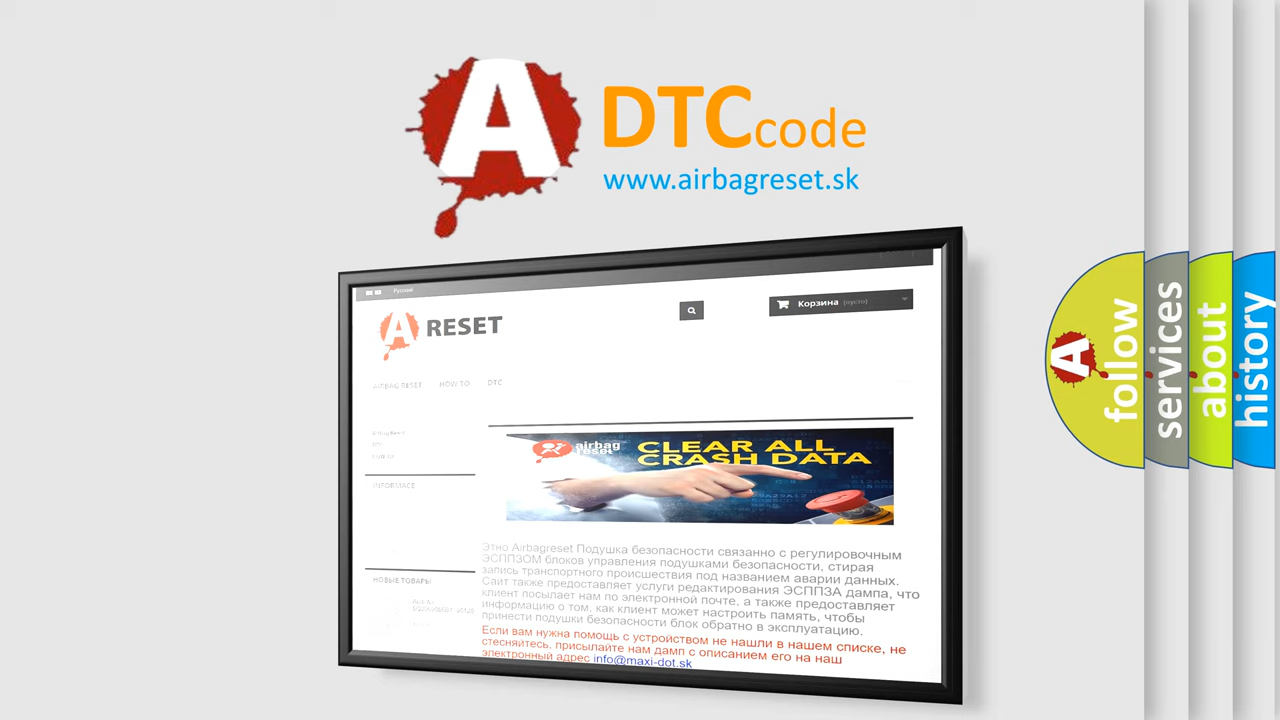 A
DTCcode
www.airbagreset.sk
Русский
A RESET
Корзина (пусто)
AIRBAG RESET HOW TO DTC
INFORMACE
airbag
reset
CLEAR ALL
CRASH DATA
Этно Airbagreset Подушка безопасности связанно с регулировочным
ЭСППЗОМ блоков управления подушками безопасности, стирая
запись транспортного происшествия под названием аварии данных.
Сайт также предоставляет услуги редактирования ЭСППЗА дампа, что
клиент посылает нам по электронной почте, а также предоставляет
информацию о том, как клиент может настроить память, чтобы
принести подушки безопасности блок обратно в эксплуатацию.
Если вам нужна помощь с устройством не нашли в нашем списке, не
стесняйтесь, присылайте нам дамп с описанием его на наш
электронный адрес info@maxi-dot.sk
НОВЫЕ ТОВАРЫ
A
follow
services
about
history